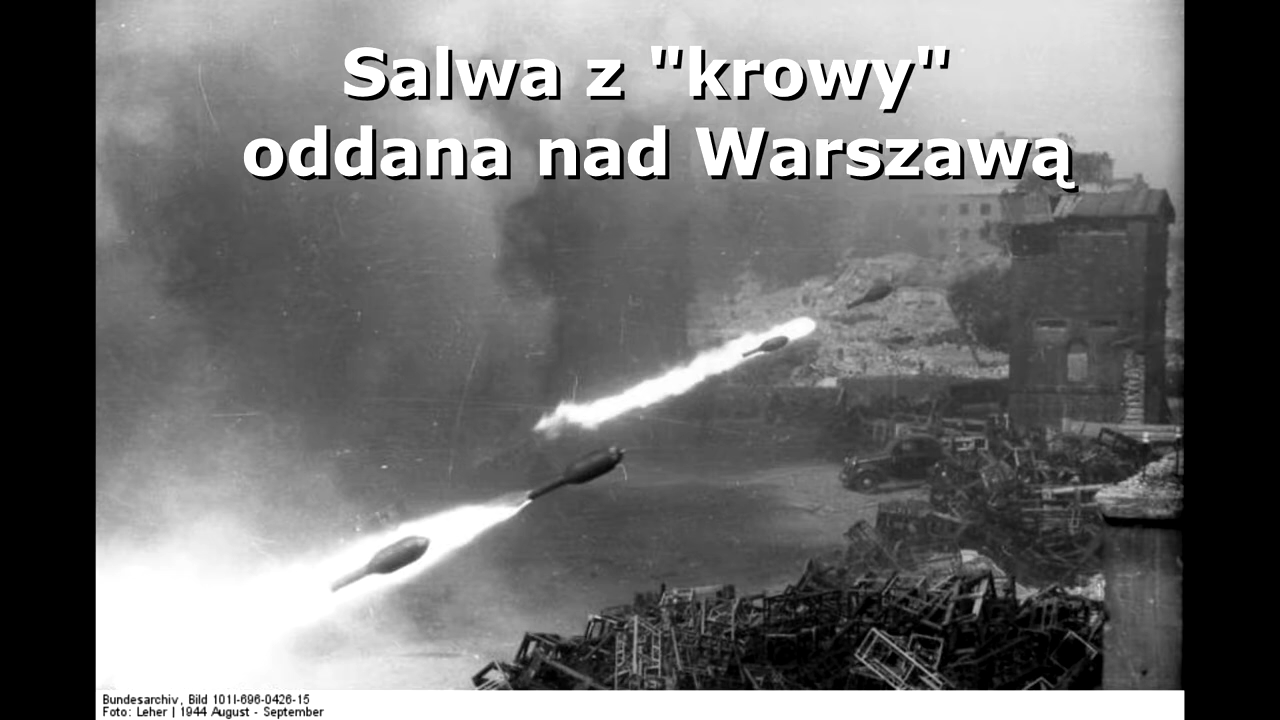 Salwa z "krowy"
oddana nad Warszawą
Bundesarchiv, Bild 101I-696-0426-15
Foto: Leher | 1944 August - September